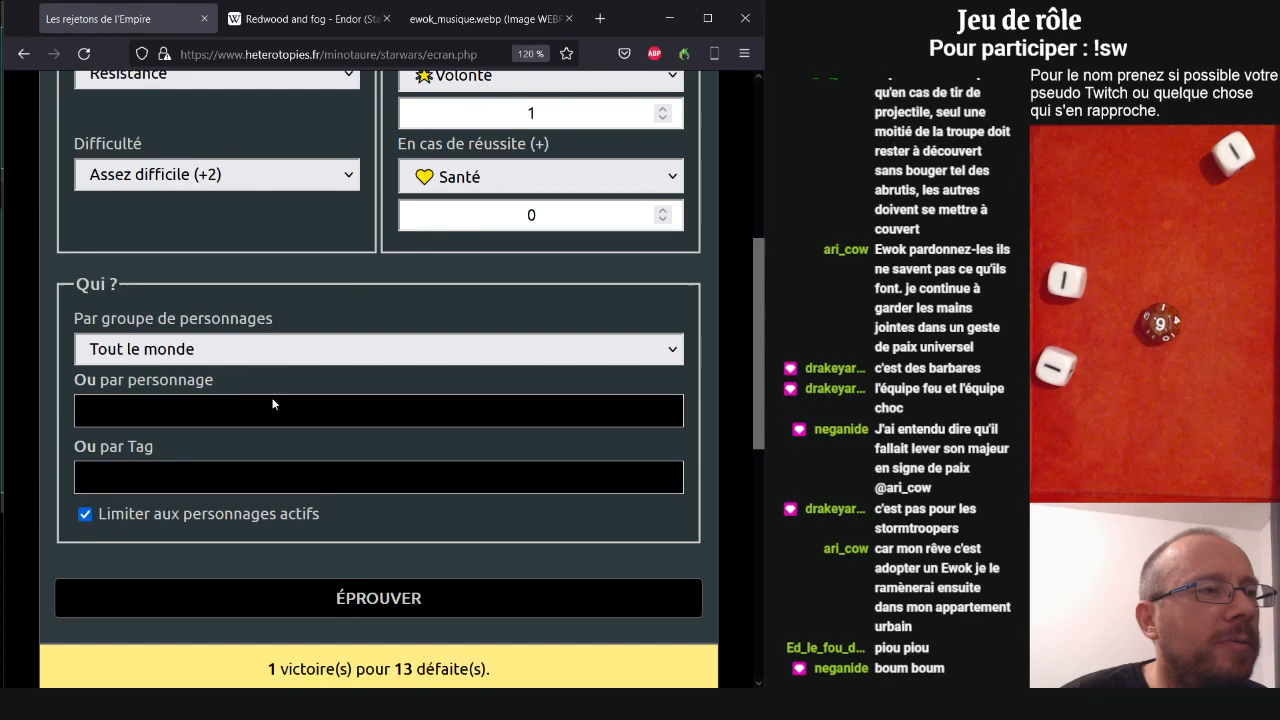 Les rejetons de l'Empire
Redwood and fog - Endor (Sta
ewok_musique.webp (Image WEBP
https://www.heterotopies.fr/minotaure/starwars/ecran.php
120 %
ABP
Résistance
Volonté
1
Difficulté
En cas de réussite (+)
Assez difficile (+2)
Santé
0
Qui ?
Par groupe de personnages
Tout le monde
Ou par personnage
Ou par Tag
Limiter aux personnages actifs
ÉPROUVER
1 victoire(s) pour 13 défaite(s).
qu'en cas de tir de
projectile, seul une
moitié de la troupe doit
rester à découvert
sans bouger tel des
abrutis, les autres
doivent se mettre à
couvert
ari_cow Ewok pardonnez-les ils
ne savent pas ce qu'ils
font. je continue à
garder les mains
jointes dans un geste
de paix universel
drakeyar... c'est des barbares
drakeyar... l'équipe feu et l'équipe
choc
neganide J'ai entendu dire qu'il
fallait lever son majeur
en signe de paix
@ari_cow
drakeyar... c'est pas pour les
stormtroopers
ari_cow car mon rêve c'est
adopter un Ewok je le
ramènerai ensuite
dans mon appartement
urbain
Ed_le_fou_d... piou piou
neganide boum boum
Jeu de rôle
Pour participer : !sw
Pour le nom prenez si possible votre
pseudo Twitch ou quelque chose
qui s'en rapproche.
9